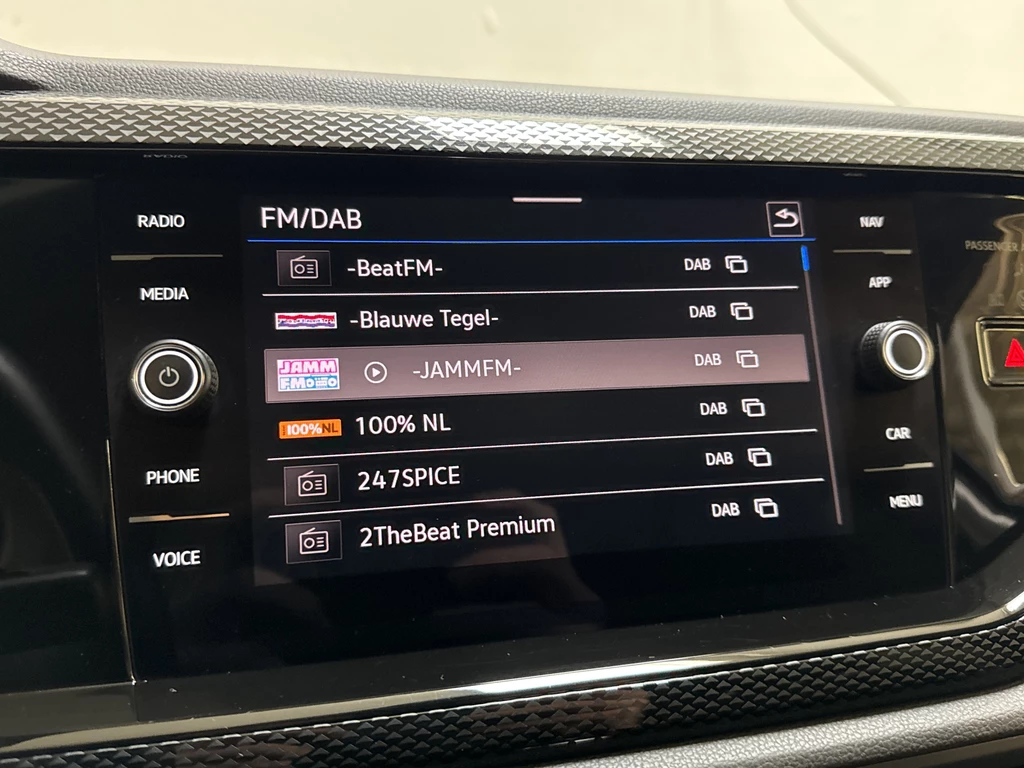 RADIO
FM/DAB
NAV
PASSENGER
-BeatFM-
DAB
MEDIA
APP
-Blauwe Tegel-
DAB
JAMM
FM
-JAMMFM-
DAB
100%NL
100% NL
DAB
CAR
PHONE
247SPICE
DAB
MENU
2TheBeat Premium
DAB
VOICE